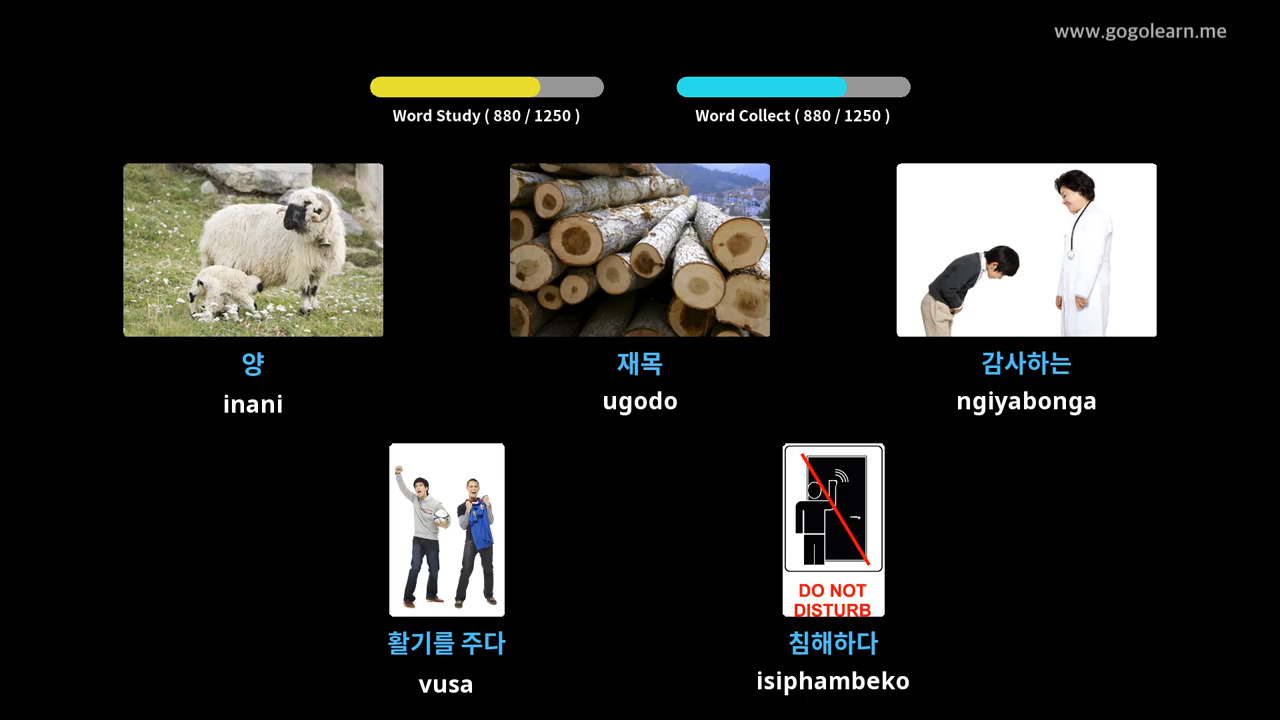 www.gogolearn.me
Word Study ( 880 / 1250 )
Word Collect ( 880 / 1250 )
양
inani
재목
ugodo
감사하는
ngiyabonga
DO NOT
DISTURB
활기를 주다
vusa
침해하다
isiphambeko